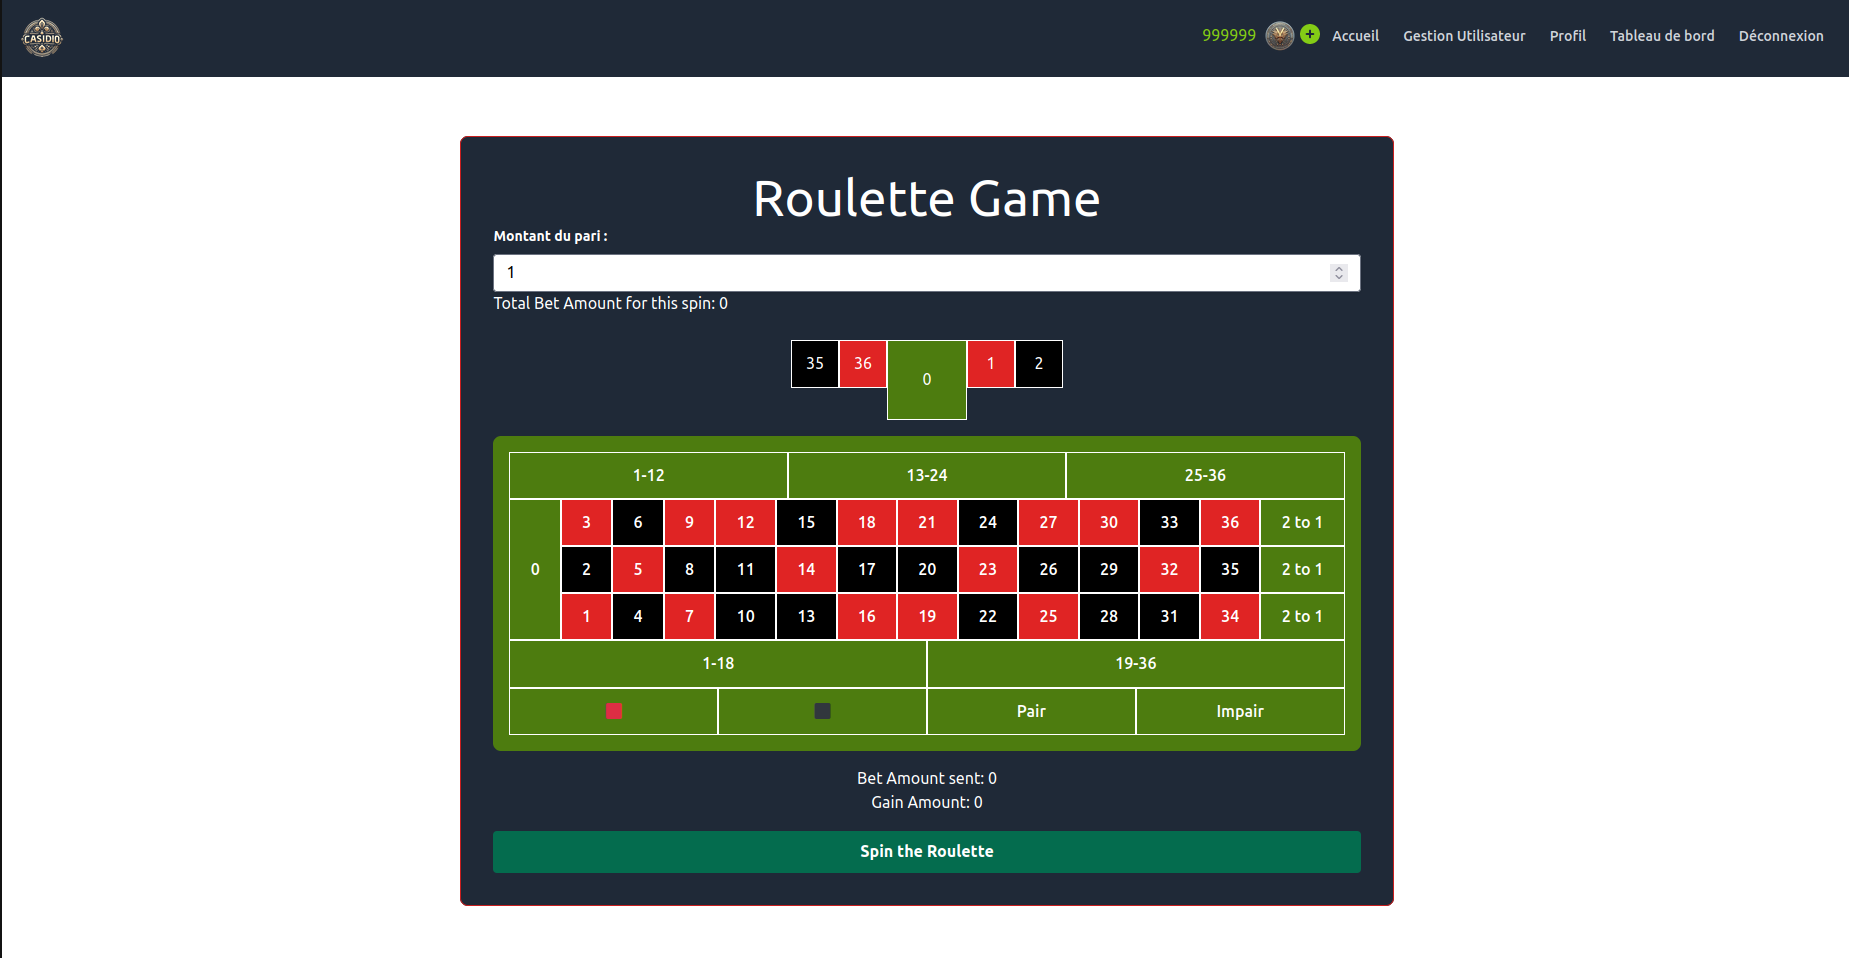 CASIDIO
999999 + Accueil Gestion Utilisateur Profil Tableau de bord Déconnexion
Roulette Game
Montant du pari :
1
Total Bet Amount for this spin: 0
35 36 0 1 2
1-12 13-24 25-36
3 6 9 12 15 18 21 24 27 30 33 36 2 to 1
0 2 5 8 11 14 17 20 23 26 29 32 35 2 to 1
1 4 7 10 13 16 19 22 25 28 31 34 2 to 1
1-18 19-36
Pair Impair
Bet Amount sent: 0
Gain Amount: 0
Spin the Roulette